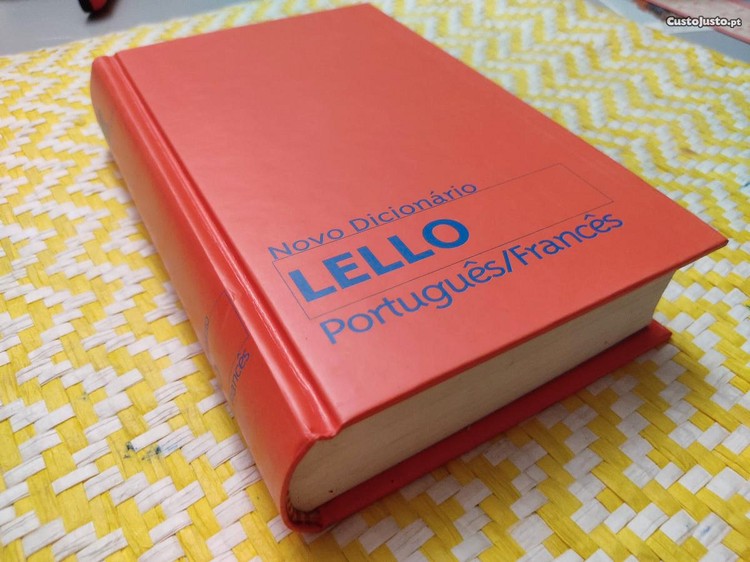 CustoJusto.pt
Novo Dicionário
LELLO
Português/Francês
Francês